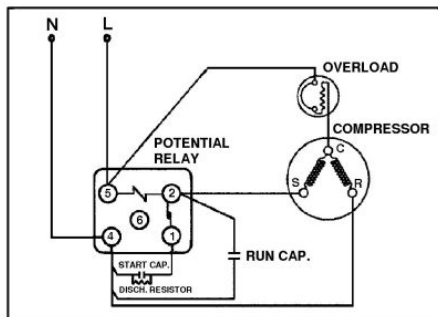 N L
OVERLOAD
COMPRESSOR
POTENTIAL
RELAY
C
S R
5 2
6
4 1
START CAP.
DISCH. RESISTOR
RUN CAP.